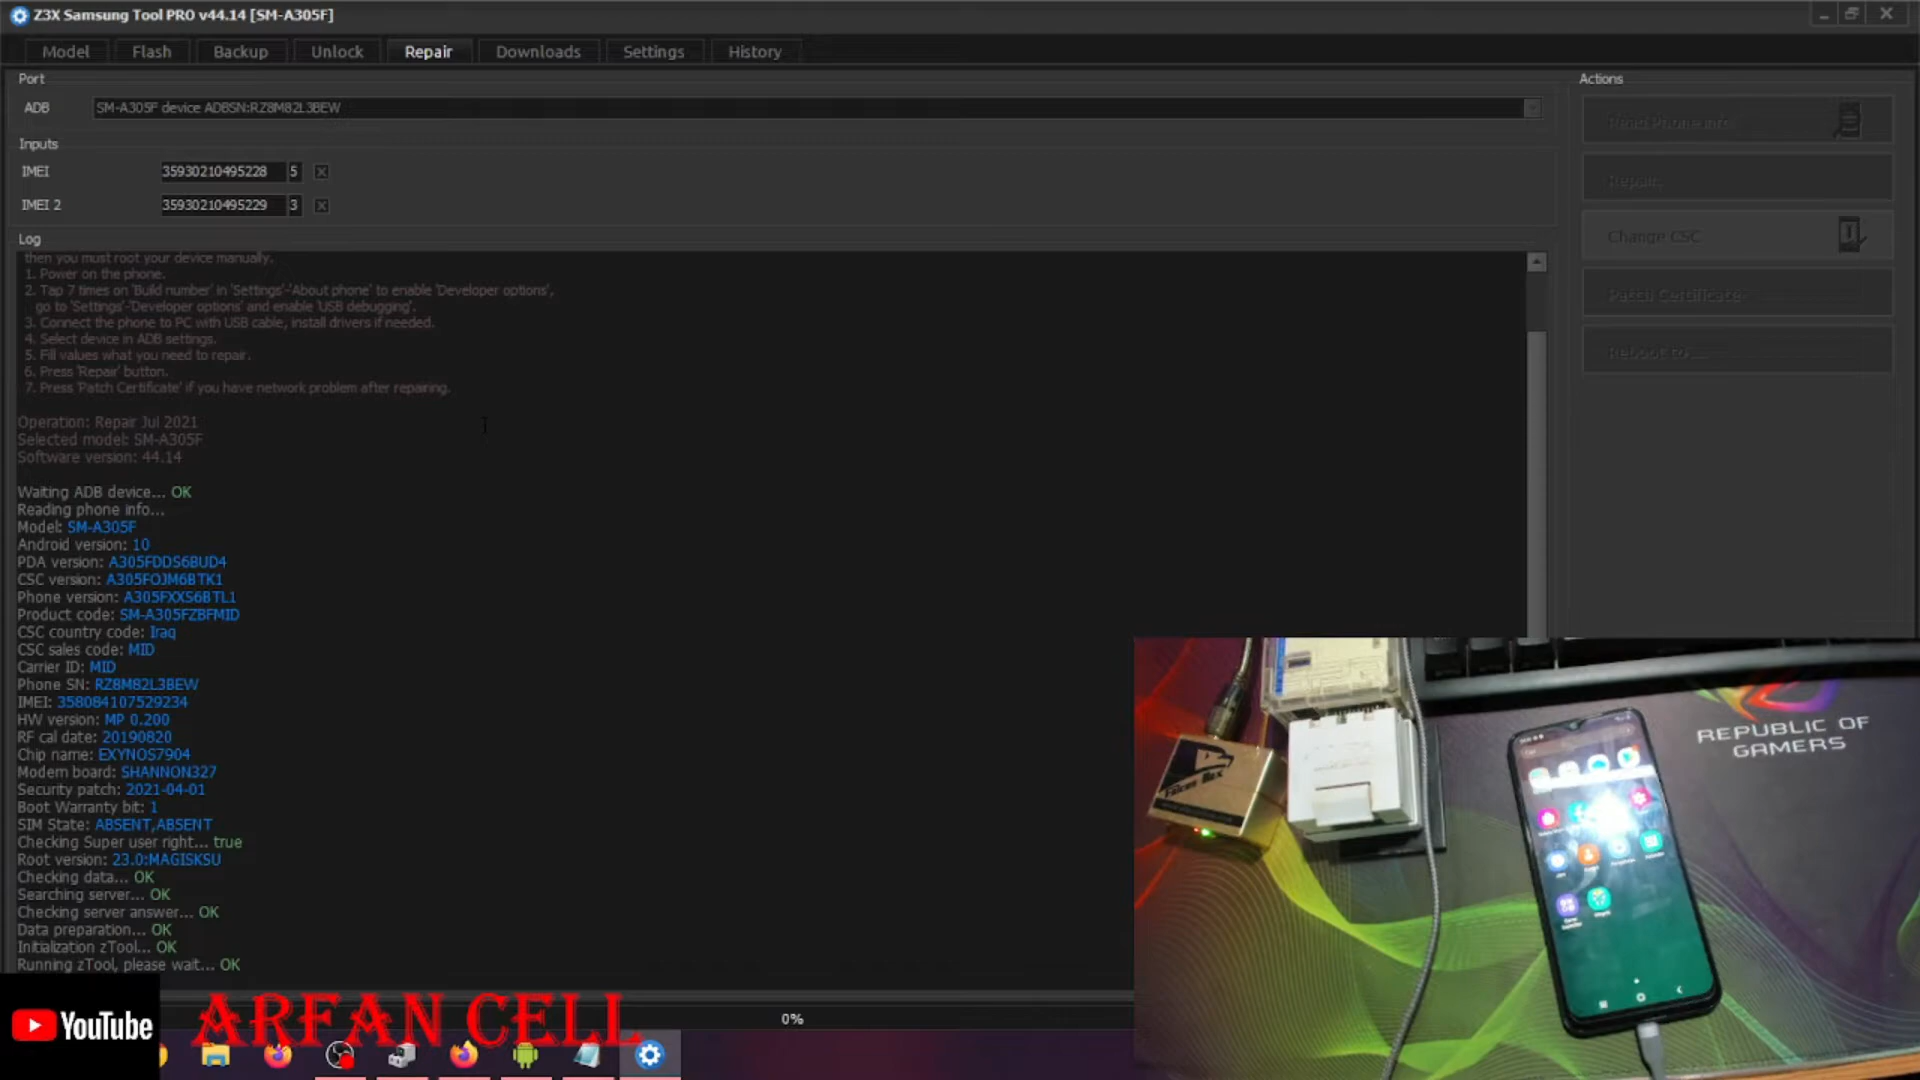 Z3X Samsung Tool PRO v44.14 [SM-A305F]
Model Flash Backup Unlock Repair Downloads Settings History
Port
Actions
ADB SM-A305F device ADBSN:RZ8M82L3BEW
Read Phone info
Inputs
IMEI 35930210495228 5
Repair
IMEI 2 35930210495229 3
Change CSC
Log
then you must root your device manually.
1. Power on the phone.
2. Tap 7 times on 'Build number' in 'Settings'-'About phone' to enable 'Developer options',
go to 'Settings'-'Developer options' and enable 'USB debugging'.
3. Connect the phone to PC with USB cable, install drivers if needed.
4. Select device in ADB settings.
5. Fill values what you need to repair.
6. Press 'Repair' button.
7. Press 'Patch Certificate' if you have network problem after repairing.
Patch Certificate
Reboot to ...
Operation: Repair Jul 2021
Selected model: SM-A305F
Software version: 44.14
Waiting ADB device... OK
Reading phone info...
Model: SM-A305F
Android version: 10
PDA version: A305FDDS6BUD4
CSC version: A305FOJM6BTK1
Phone version: A305FXXS6BTL1
Product code: SM-A305FZBFMID
CSC country code: Iraq
CSC sales code: MID
Carrier ID: MID
Phone SN: RZ8M82L3BEW
IMEI: 358084107529234
HW version: MP 0.200
RF cal date: 20190820
Chip name: EXYNOS7904
Modem board: SHANNON327
Security patch: 2021-04-01
Boot Warranty bit: 1
SIM State: ABSENT,ABSENT
Checking Super user right... true
Root version: 23.0:MAGISKSU
Checking data... OK
Searching server... OK
Checking server answer... OK
Data preparation... OK
Initialization zTool... OK
Running zTool, please wait... OK
REPUBLIC OF
GAMERS
YouTube
ARFAN CELL
0%